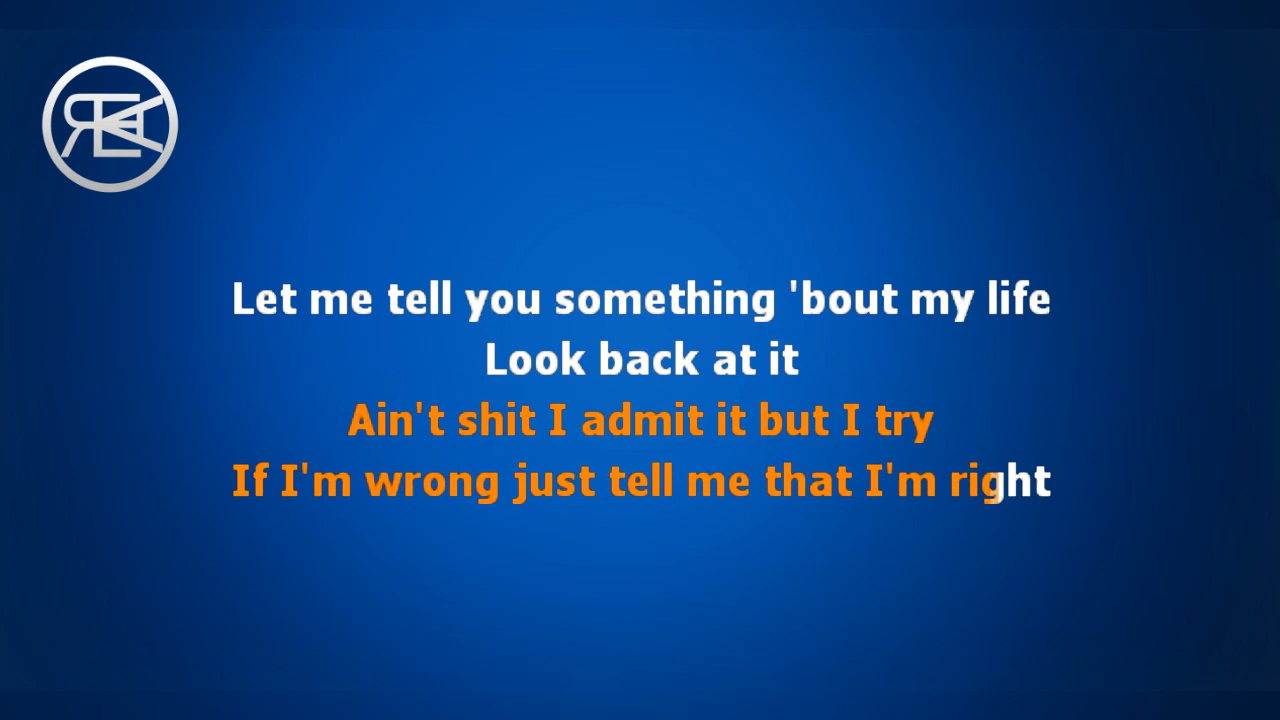 Let me tell you something 'bout my life
Look back at it
Ain't shit I admit it but I try
If I'm wrong just tell me that I'm right